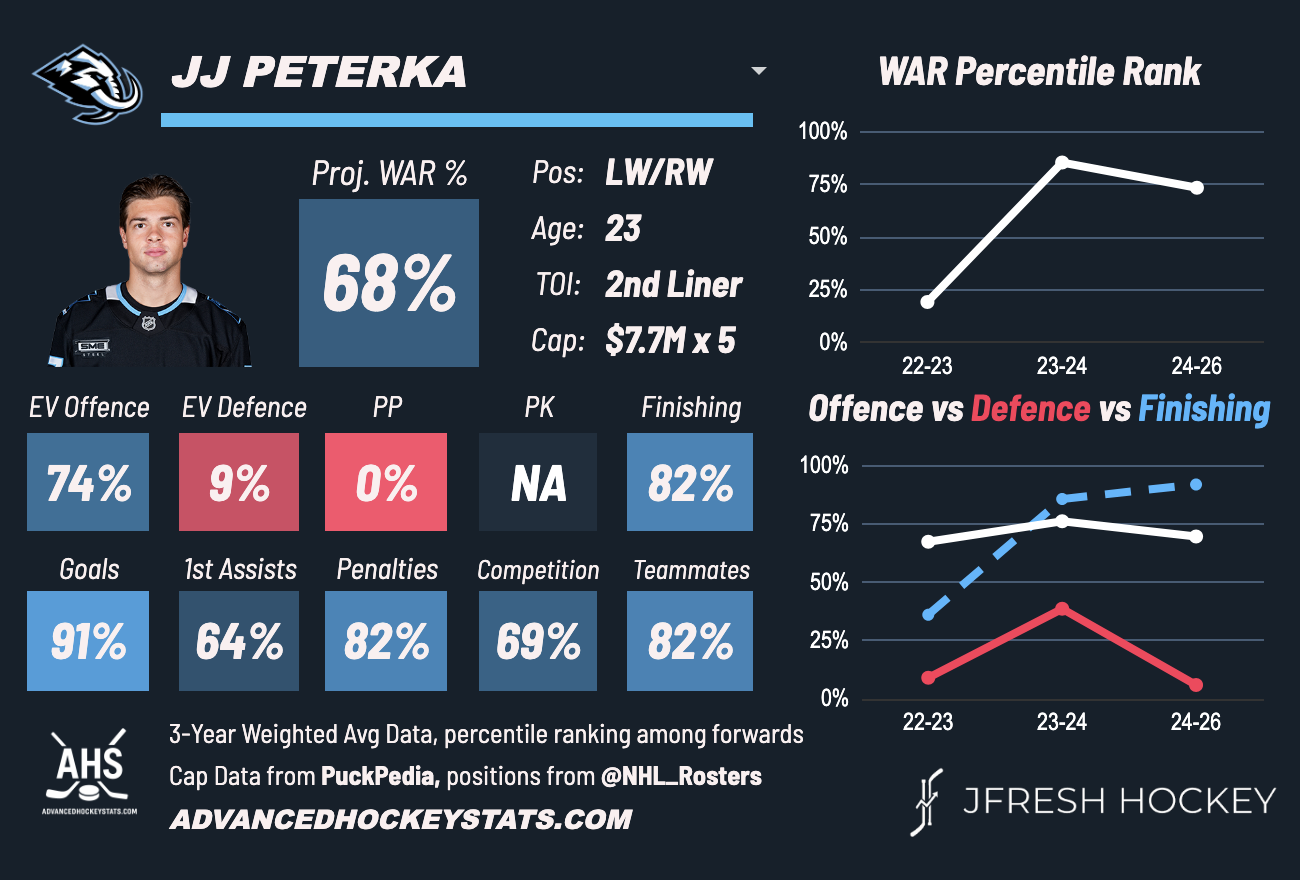 JJ PETERKA
Proj. WAR %
68%
Pos: LW/RW
Age: 23
TOI: 2nd Liner
Cap: $7.7M x 5
SMB
STEEL
EV Offence EV Defence PP PK Finishing
74% 9% 0% NA 82%
Goals 1st Assists Penalties Competition Teammates
91% 64% 82% 69% 82%
WAR Percentile Rank
100%
75%
50%
25%
0%
22-23 23-24 24-26
Offence vs Defence vs Finishing
100%
75%
50%
25%
0%
22-23 23-24 24-26
AHS
ADVANCEDHOCKEYSTATS.COM
3-Year Weighted Avg Data, percentile ranking among forwards
Cap Data from PuckPedia, positions from @NHL_Rosters
ADVANCEDHOCKEYSTATS.COM
JFRESH HOCKEY